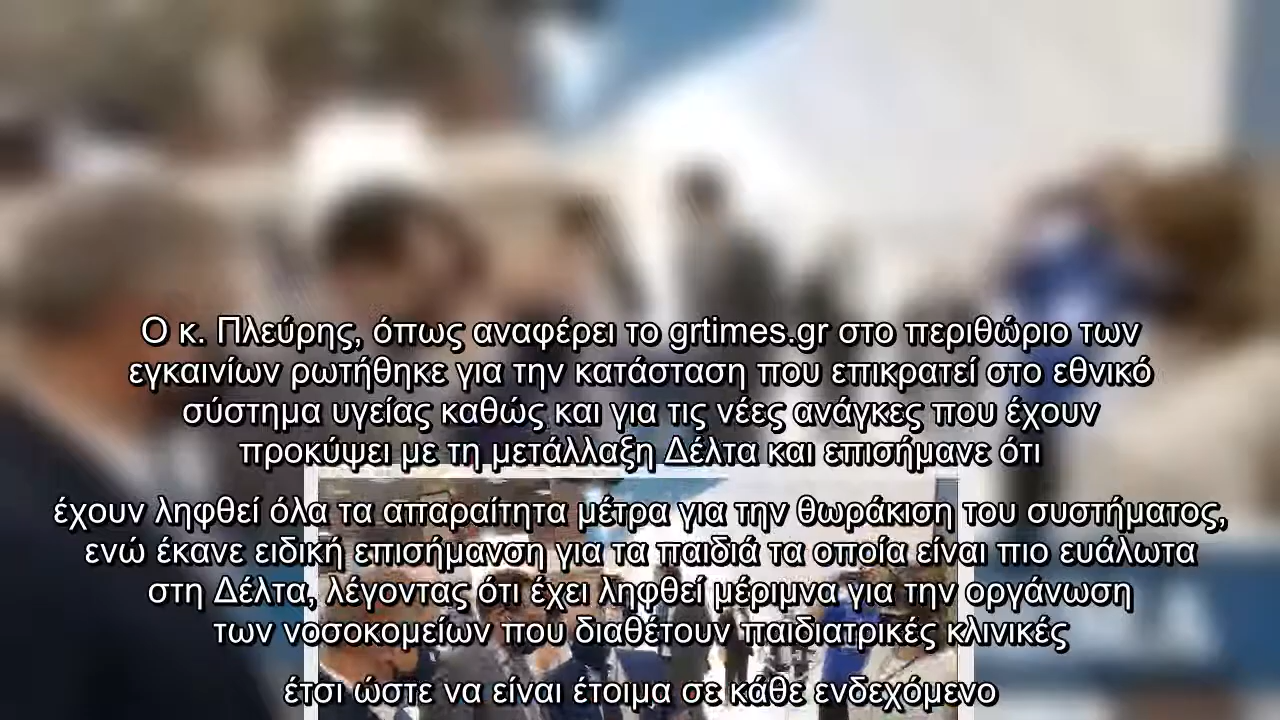 Ο κ. Πλεύρης, όπως αναφέρει το grtimes.gr στο περιθώριο των
εγκαινίων ρωτήθηκε για την κατάσταση που επικρατεί στο εθνικό
σύστημα υγείας καθώς και για τις νέες ανάγκες που έχουν
προκύψει με τη μετάλλαξη Δέλτα και επισήμανε ότι
έχουν ληφθεί όλα τα απαραίτητα μέτρα για την θωράκιση του συστήματος,
ενώ έκανε ειδική επισήμανση για τα παιδιά τα οποία είναι πιο ευάλωτα
στη Δέλτα, λέγοντας ότι έχει ληφθεί μέριμνα για την οργάνωση
των νοσοκομείων που διαθέτουν παιδιατρικές κλινικές
έτσι ώστε να είναι έτοιμα σε κάθε ενδεχόμενο